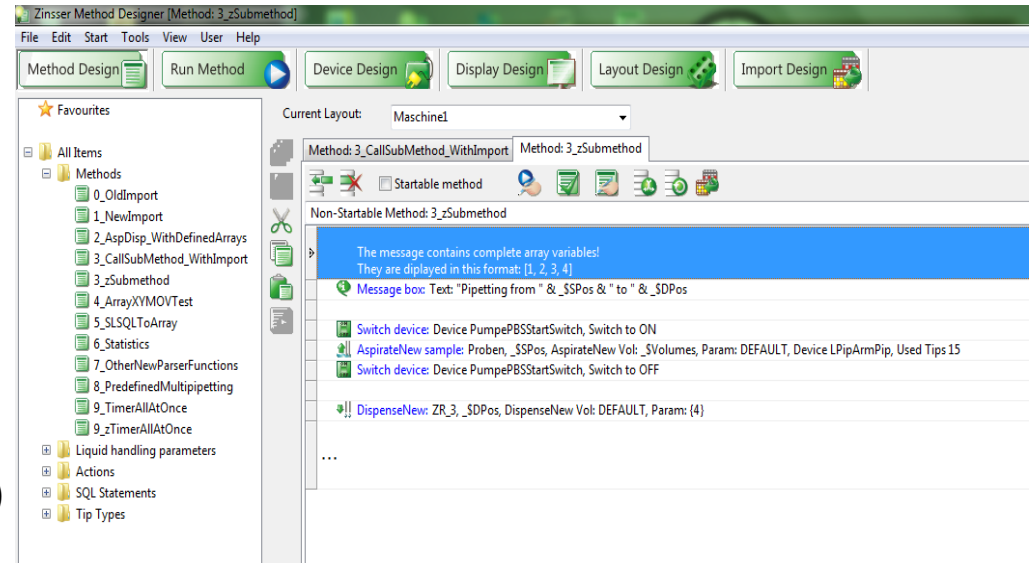 Zinsser Method Designer [Method: 3_zSubmethod]
File Edit Start Tools View User Help
Method Design Run Method Device Design Display Design Layout Design Import Design
Favourites
Current Layout: Maschine1
All Items
Methods
0_OldImport
1_NewImport
2_AspDisp_WithDefinedArrays
3_CallSubMethod_WithImport
3_zSubmethod
4_ArrayXYMOVTest
5_SLSQLToArray
6_Statistics
7_OtherNewParserFunctions
8_PredefinedMultipipetting
9_TimerAllAtOnce
9_zTimerAllAtOnce
Liquid handling parameters
Actions
SQL Statements
Tip Types
Method: 3_CallSubMethod_WithImport Method: 3_zSubmethod
Startable method
Non-Startable Method: 3_zSubmethod
The message contains complete array variables!
They are diplayed in this format: [1, 2, 3, 4]
Message box: Text: "Pipetting from " & _$SPos & " to " & _$DPos
Switch device: Device PumpePBSStartSwitch, Switch to ON
AspirateNew sample: Proben, _$SPos, AspirateNew Vol: _$Volumes, Param: DEFAULT, Device LPipArmPip, Used Tips 15
Switch device: Device PumpePBSStartSwitch, Switch to OFF
DispenseNew: ZR_3, _$DPos, DispenseNew Vol: DEFAULT, Param: {4}
...
)